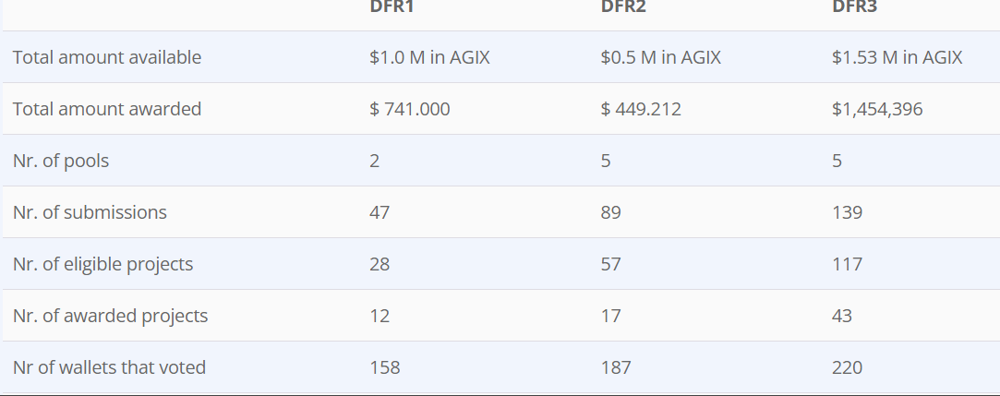 DFR1 DFR2 DFR3
Total amount available $1.0 M in AGIX $0.5 M in AGIX $1.53 M in AGIX
Total amount awarded $ 741.000 $ 449.212 $1,454,396
Nr. of pools 2 5 5
Nr. of submissions 47 89 139
Nr. of eligible projects 28 57 117
Nr. of awarded projects 12 17 43
Nr of wallets that voted 158 187 220